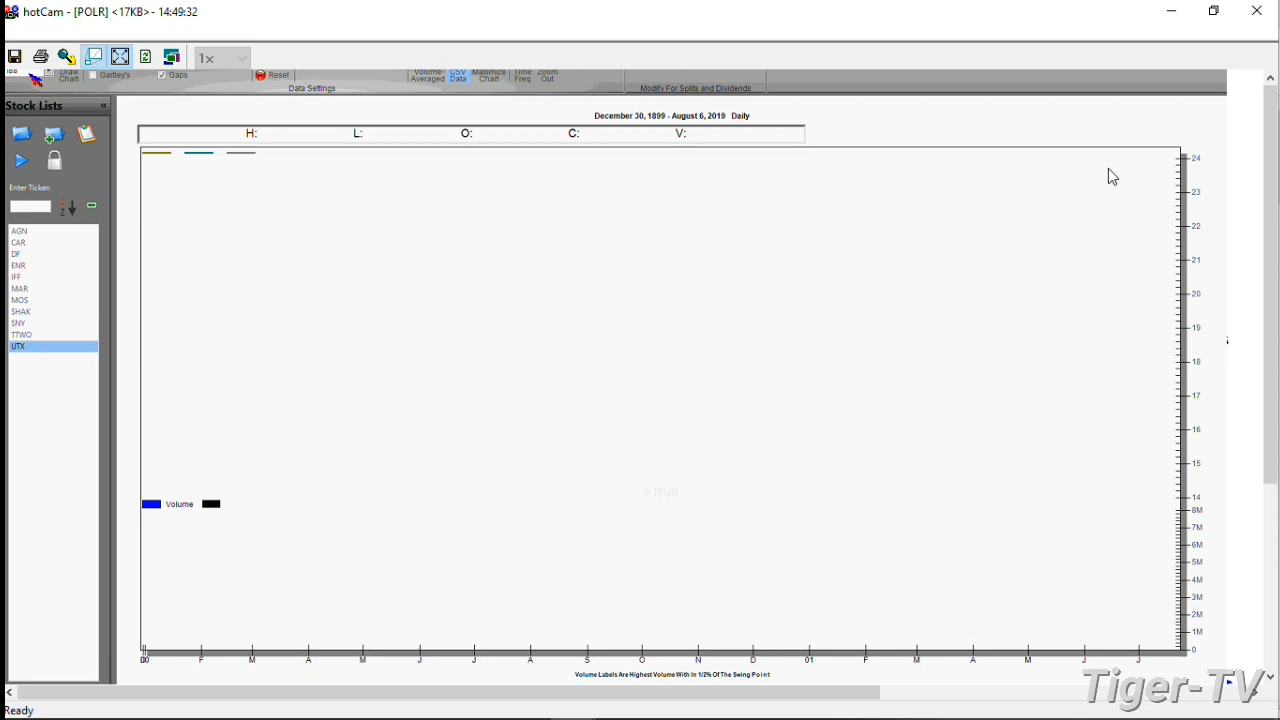 hotCam - [POLR] <17KB> - 14:49:32
1x
Draw Chart
Gartley's
Gaps
Reset
Volume Averaged
CSV Data
Maximize Chart
Time Freq
Zoom Out
Data Settings
Modify For Splits and Dividends
Stock Lists
December 30, 1899 - August 6, 2019 Daily
H: L: O: C: V:
Enter Ticker:
AGN
CAR
DF
ENR
IFF
MAR
MOS
SHAK
SNY
TTWO
UTX
24
23
22
21
20
19
18
17
16
15
14
© TFNN
Volume
8M
7M
6M
5M
4M
3M
2M
1M
0
F M A M J J A S O N D 01 F M A M J J
Volume Labels Are Highest Volume With In 1/2% Of The Swing Point
Tiger-TV
Ready